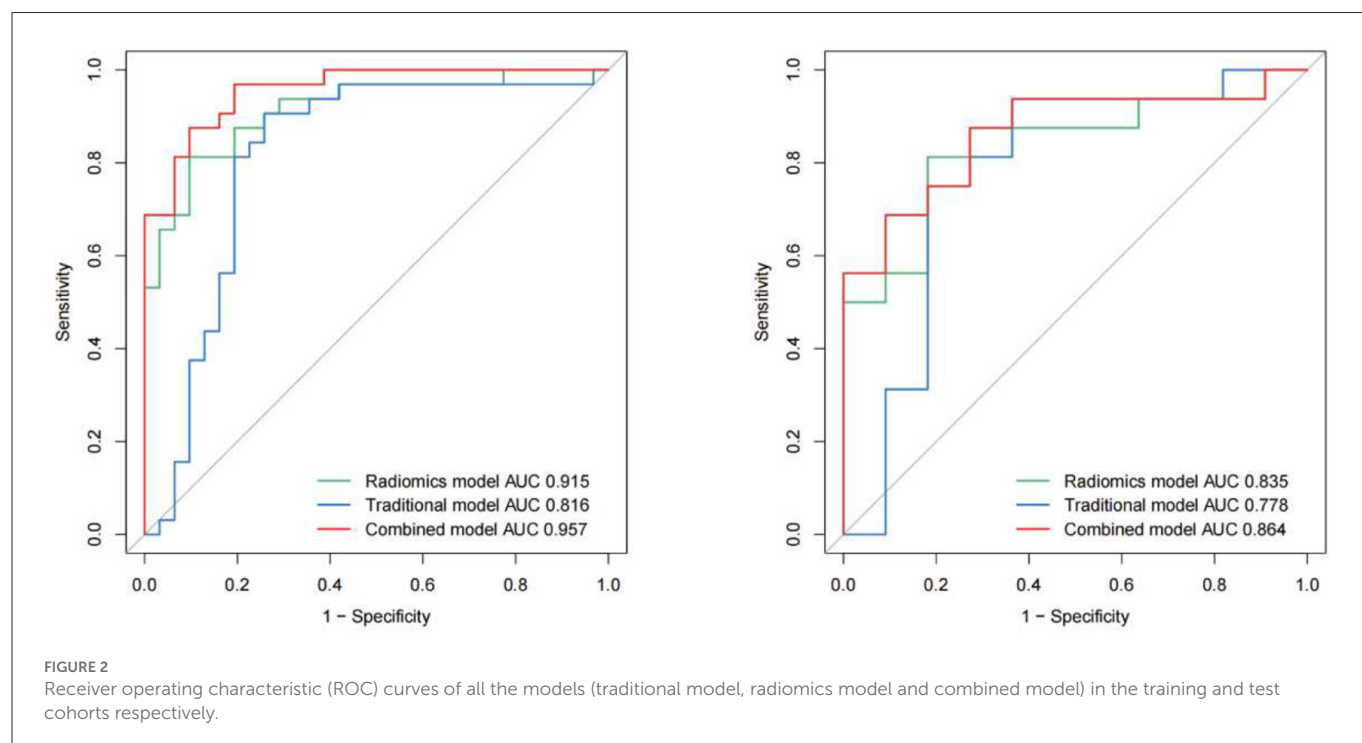 1.0
0.8
0.6
0.4
0.2
0.0
Sensitivity
Radiomics model AUC 0.915
Traditional model AUC 0.816
Combined model AUC 0.957
0.0 0.2 0.4 0.6 0.8 1.0
1 − Specificity
1.0
0.8
0.6
0.4
0.2
0.0
Sensitivity
Radiomics model AUC 0.835
Traditional model AUC 0.778
Combined model AUC 0.864
0.0 0.2 0.4 0.6 0.8 1.0
1 − Specificity
FIGURE 2
Receiver operating characteristic (ROC) curves of all the models (traditional model, radiomics model and combined model) in the training and test
cohorts respectively.